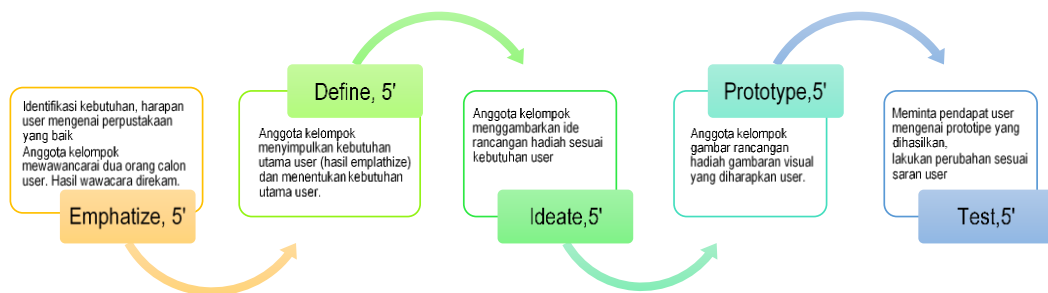 Identifikasi kebutuhan, harapan
user mengenai perpustakaan
yang baik
Anggota kelompok
mewawancarai dua orang calon
user. Hasil wawacara direkam.
Emphatize, 5'
Define, 5'
Anggota kelompok
menyimpulkan kebutuhan
utama user (hasil emplathize)
dan menentukan kebutuhan
utama user.
Anggota kelompok
menggambarkan ide
rancangan hadiah sesuai
kebutuhan user
Ideate,5'
Prototype,5'
Anggota kelompok
gambar rancangan
hadiah gambaran visual
yang diharapkan user.
Meminta pendapat user
mengenai prototipe yang
dihasilkan,
lakukan perubahan sesuai
saran user
Test,5'